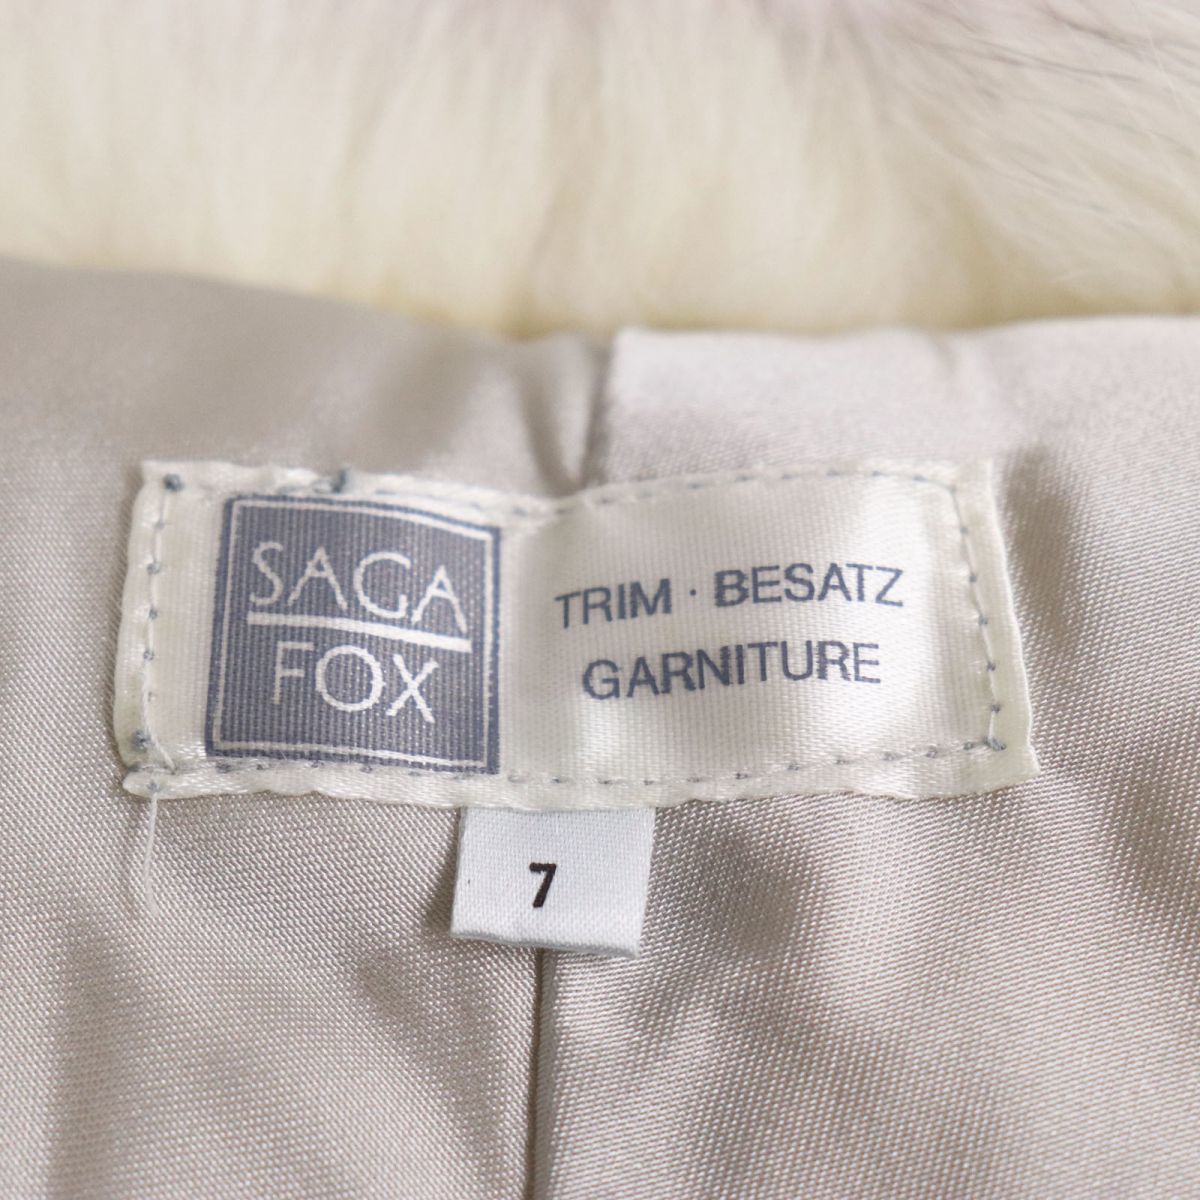 SAGA
FOX
TRIM · BESATZ
GARNITURE
7